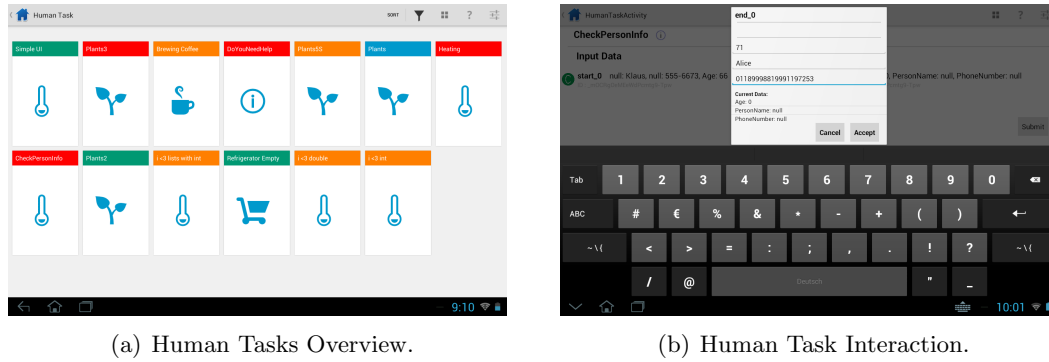 Human Task
SORT
?
Simple UI
Plants3
Brewing Coffee
DoYouNeedHelp
PlantsSS
Plants
Heating
CheckPersonInfo
Plants2
i <3 lists with int
Refrigerator Empty
i <3 double
i <3 int
9:10
(a) Human Tasks Overview.
HumanTaskActivity
?
CheckPersonInfo
Input Data
start_0 null: Klaus, null: 555-6673, Age: 66
, PersonName: null, PhoneNumber: null
Submit
end_0
71
Alice
01189998819991197253
Current Data:
Age: 0
PersonName: null
PhoneNumber: null
Cancel Accept
Tab 1 2 3 4 5 6 7 8 9 0
ABC # € % & * - + ( )
~ \ { < > = : ; , . ! ? ~ \ {
/ @ Deutsch " _
10:01
(b) Human Task Interaction.